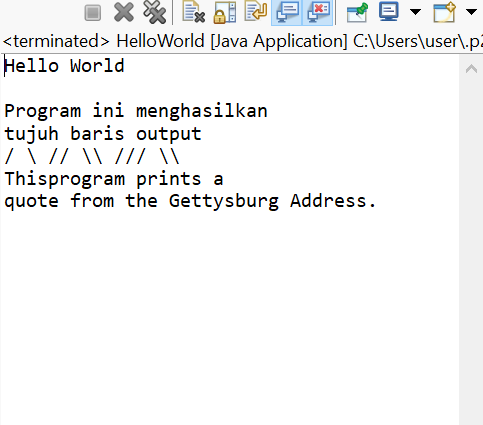 <terminated> HelloWorld [Java Application] C:\Users\user\.p2
Hello World
Program ini menghasilkan
tujuh baris output
/ \ // \\ /// \\
Thisprogram prints a
quote from the Gettysburg Address.